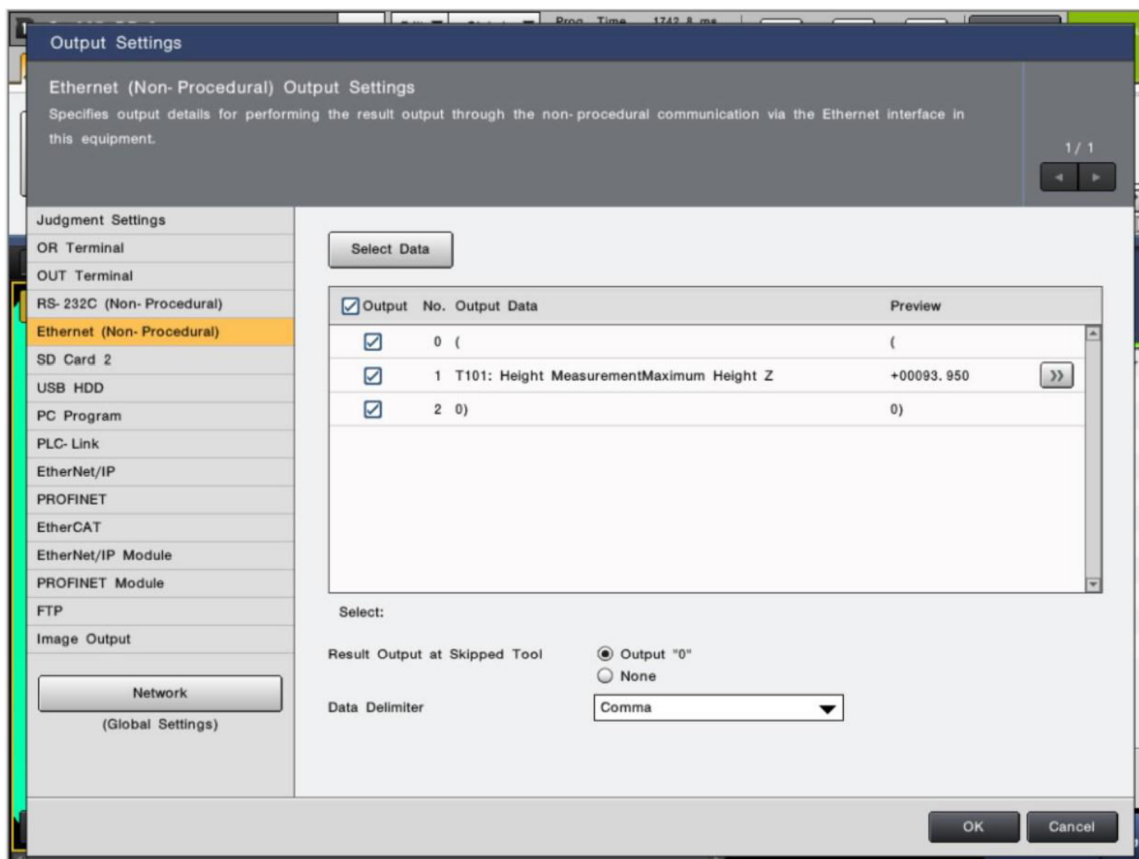 Prog. Time 1742.8 ms
Output Settings
Ethernet (Non-Procedural) Output Settings
Specifies output details for performing the result output through the non-procedural communication via the Ethernet interface in
this equipment.
1/ 1
Judgment Settings
OR Terminal
OUT Terminal
RS-232C (Non-Procedural)
Ethernet (Non-Procedural)
SD Card 2
USB HDD
PC Program
PLC-Link
EtherNet/IP
PROFINET
EtherCAT
EtherNet/IP Module
PROFINET Module
FTP
Image Output
Network
(Global Settings)
Select Data
Output No. Output Data Preview
0 ( (
1 T101: Height MeasurementMaximum Height Z +00093.950
2 0) 0)
Select:
Result Output at Skipped Tool
Output "0"
None
Data Delimiter Comma
OK Cancel